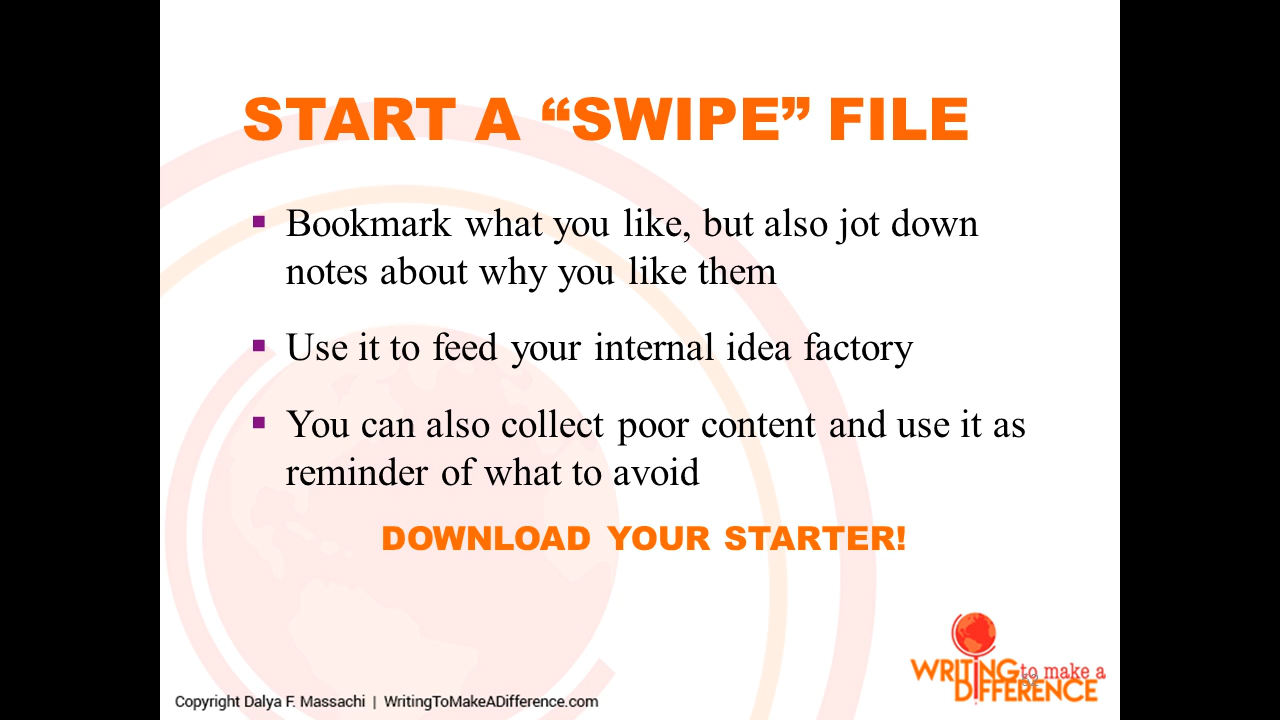 START A “SWIPE” FILE
Bookmark what you like, but also jot down
notes about why you like them
Use it to feed your internal idea factory
You can also collect poor content and use it as
reminder of what to avoid
DOWNLOAD YOUR STARTER!
WRITING to make a
DIFFERENCE
Copyright Dalya F. Massachi | WritingToMakeADifference.com